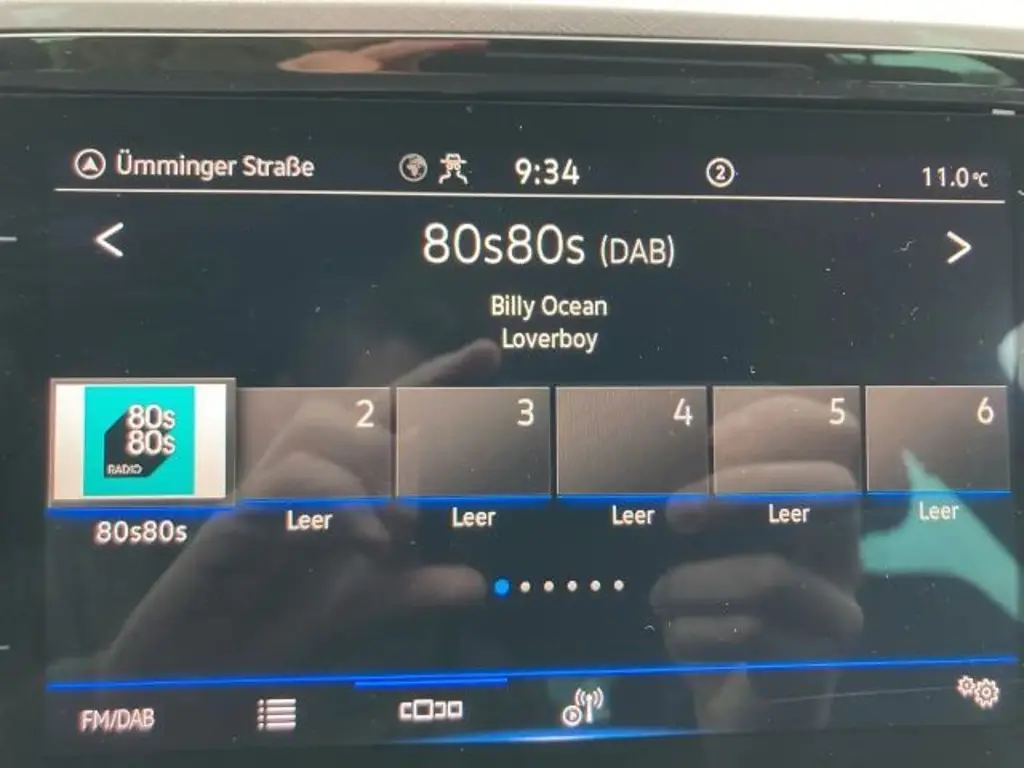 Ümminger Straße 9:34 2 11.0°C
< 80s80s (DAB) >
Billy Ocean
Loverboy
80s
80s
RADIO
2 3 4 5 6
80s80s Leer Leer Leer Leer Leer
FM/DAB